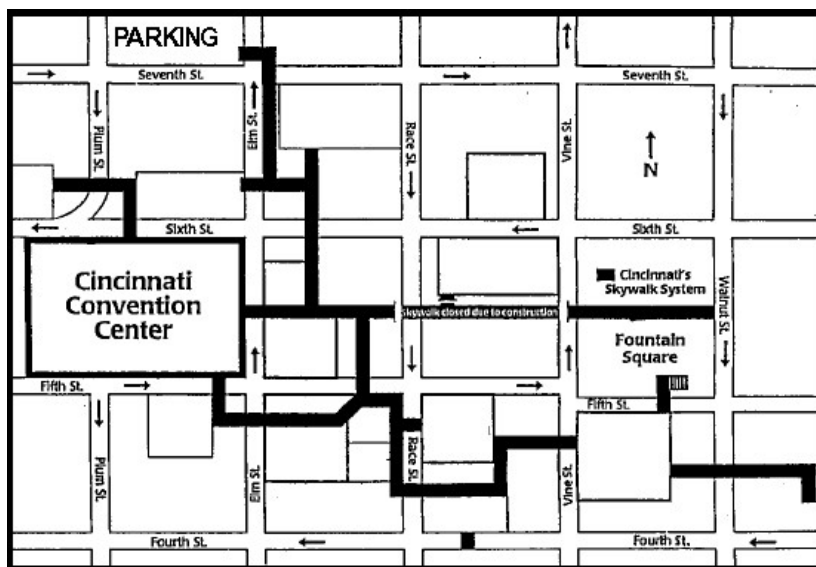 PARKING
Seventh St.
Seventh St.
Plum St.
Elm St.
Race St.
Vine St.
N
Sixth St.
Sixth St.
Cincinnati
Convention
Center
Cincinnati's
Skywalk System
Walnut St.
Skywalk closed due to construction
Fountain
Square
Fifth St.
Fifth St.
Plum St.
Elm St.
Race St.
Vine St.
Fourth St.
Fourth St.